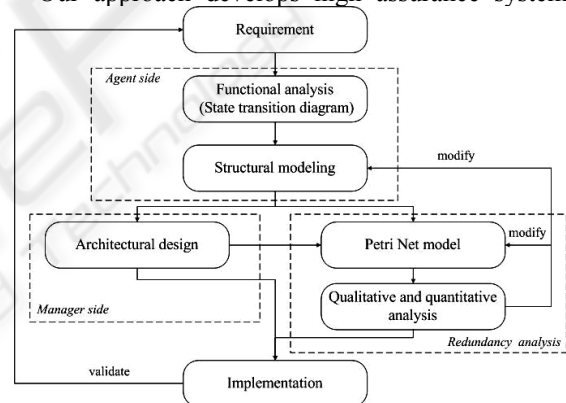 Our approach develops high assurance system
Requirement
Agent side
Functional analysis
(State transition diagram)
Structural modeling
modify
Architectural design
Petri Net model
modify
Manager side
Qualitative and quantitative
analysis
Redundancy analysis
validate
Implementation